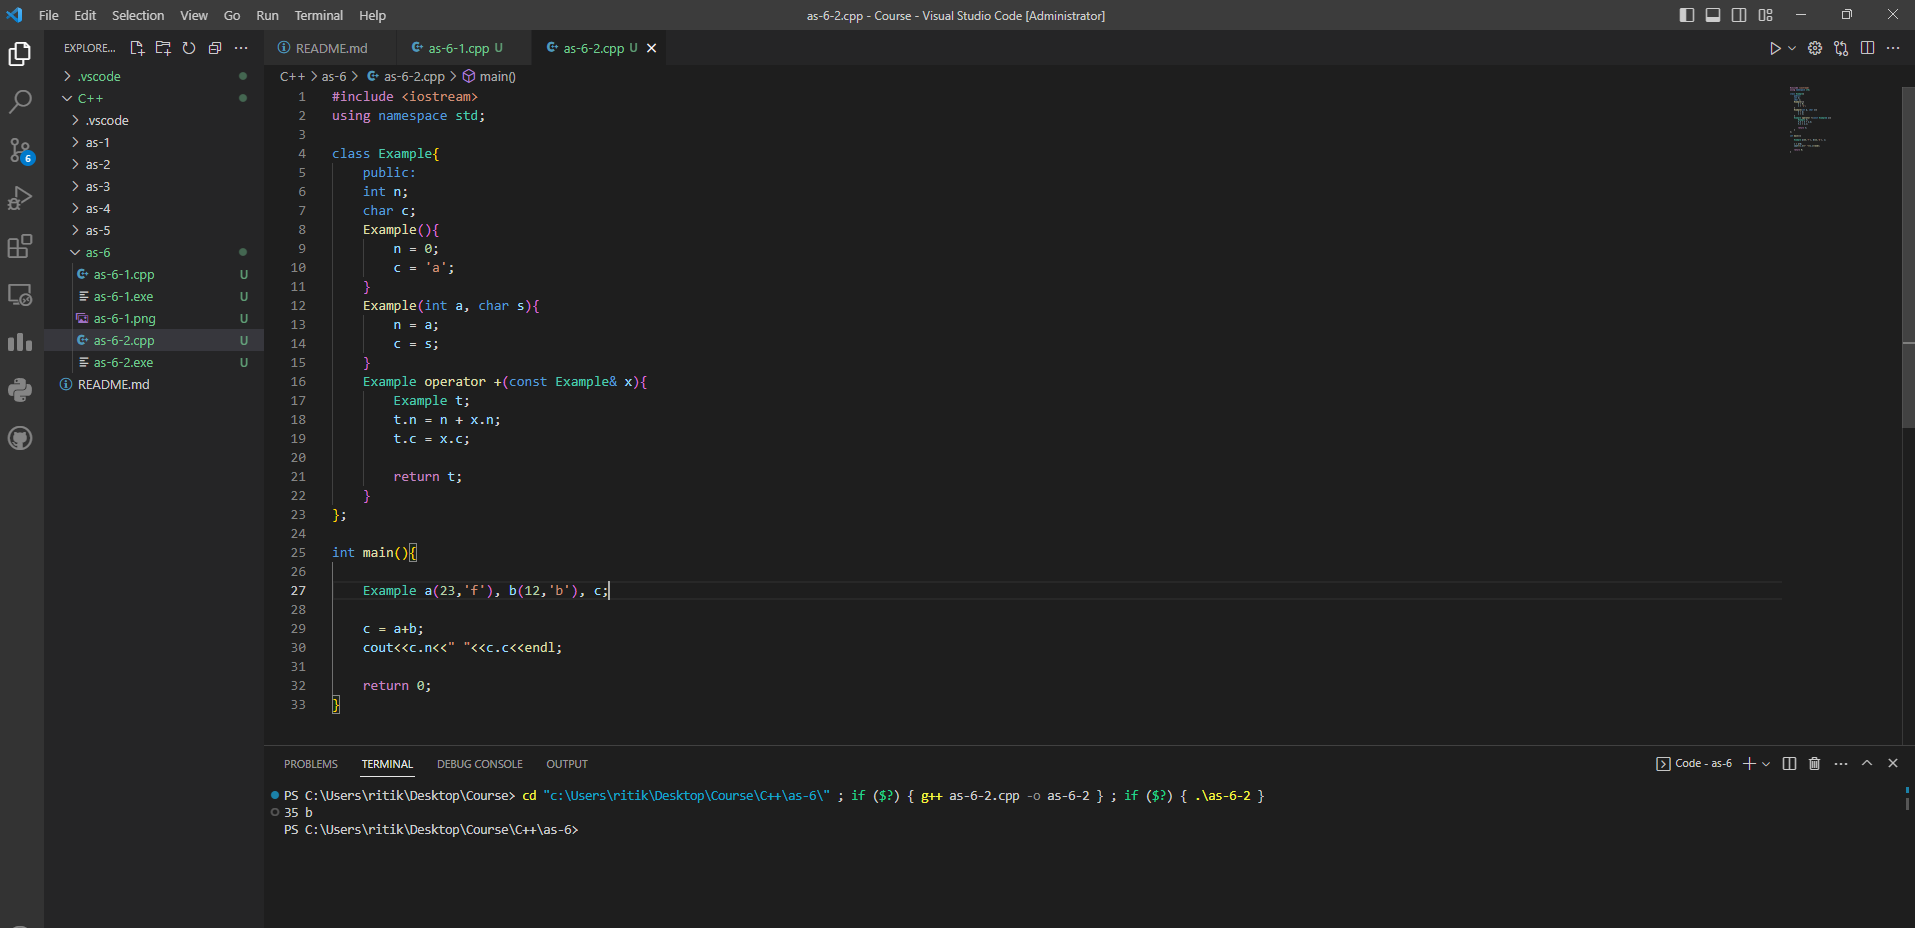 File Edit Selection View Go Run Terminal Help
as-6-2.cpp - Course - Visual Studio Code [Administrator]
EXPLORE...
README.md
as-6-1.cpp U
as-6-2.cpp U
C++ > as-6 > as-6-2.cpp > main()
.vscode
C++
.vscode
as-1
as-2
as-3
as-4
as-5
as-6
as-6-1.cpp U
as-6-1.exe U
as-6-1.png U
as-6-2.cpp U
as-6-2.exe U
README.md
6
1 #include <iostream>
2 using namespace std;
3
4 class Example{
5 public:
6 int n;
7 char c;
8 Example(){
9 n = 0;
10 c = 'a';
11 }
12 Example(int a, char s){
13 n = a;
14 c = s;
15 }
16 Example operator +(const Example& x){
17 Example t;
18 t.n = n + x.n;
19 t.c = x.c;
20
21 return t;
22 }
23 };
24
25 int main(){
26
27 Example a(23,'f'), b(12,'b'), c;
28
29 c = a+b;
30 cout<<c.n<<" "<<c.c<<endl;
31
32 return 0;
33 }
PROBLEMS TERMINAL DEBUG CONSOLE OUTPUT
Code - as-6
PS C:\Users\ritik\Desktop\Course> cd "c:\Users\ritik\Desktop\Course\C++\as-6\" ; if ($?) { g++ as-6-2.cpp -o as-6-2 } ; if ($?) { .\as-6-2 }
35 b
PS C:\Users\ritik\Desktop\Course\C++\as-6>